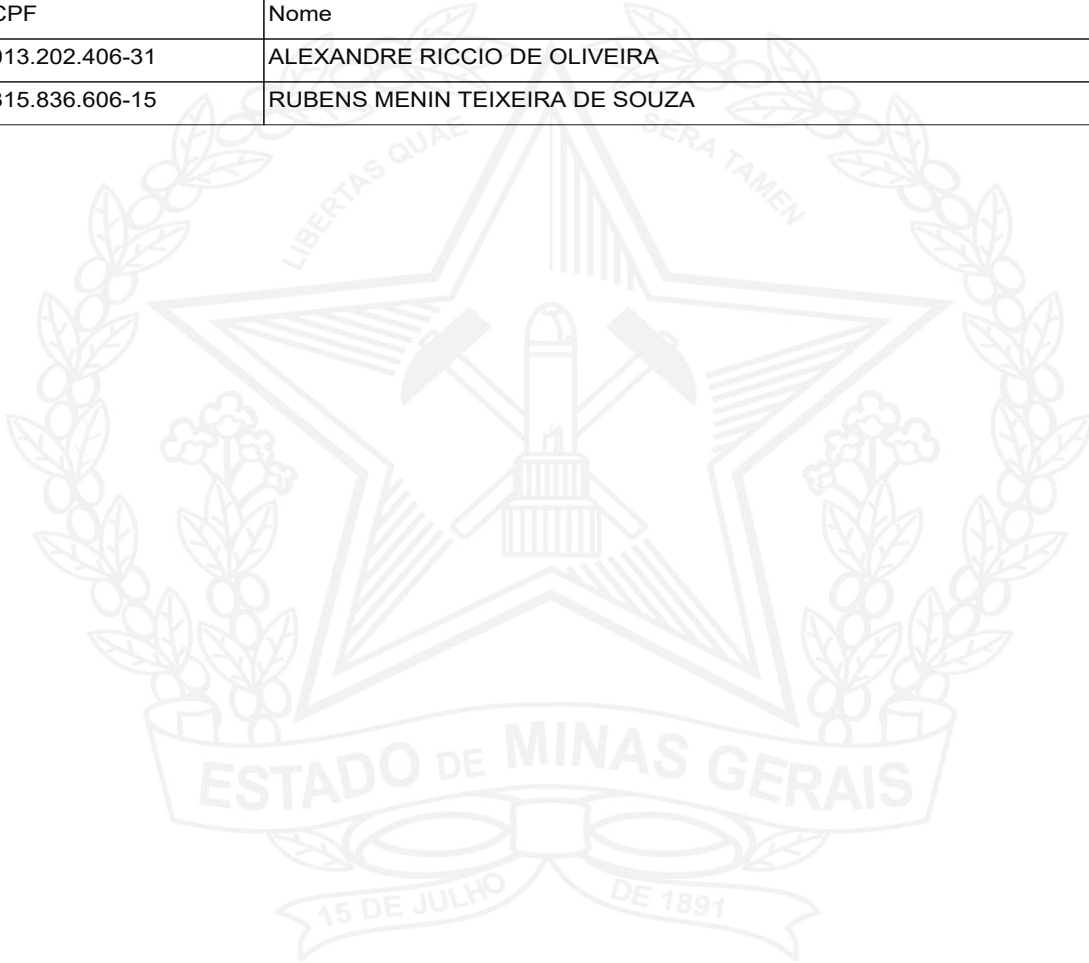 CPF Nome
013.202.406-31 ALEXANDRE RICCIO DE OLIVEIRA
315.836.606-15 RUBENS MENIN TEIXEIRA DE SOUZA
LIBERTAS QUAE SERA TAMEN
ESTADO DE MINAS GERAIS
15 DE JULHO DE 1891